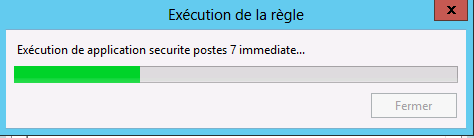 Exécution de la règle
Exécution de application securite postes 7 immediate...
Fermer